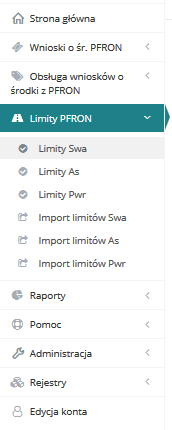 Strona główna
Wnioski o śr. PFRON
Obsługa wniosków o
środki z PFRON
Limity PFRON
Limity Swa
Limity As
Limity Pwr
Import limitów Swa
Import limitów As
Import limitów Pwr
Raporty
Pomoc
Administracja
Rejestry
Edycja konta